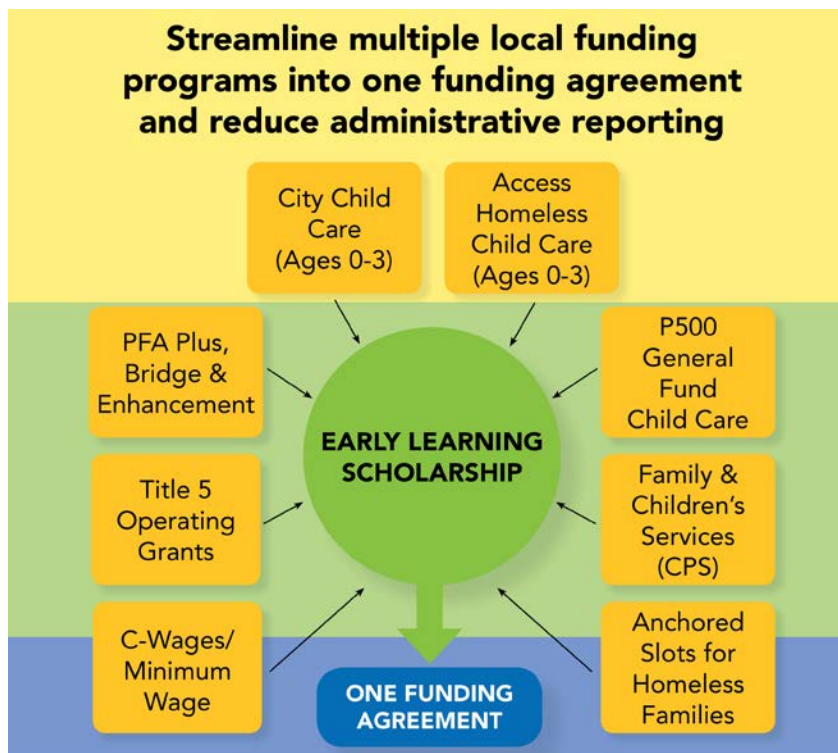 Streamline multiple local funding
programs into one funding agreement
and reduce administrative reporting
City Child
Care
(Ages 0-3)
Access
Homeless
Child Care
(Ages 0-3)
PFA Plus,
Bridge &
Enhancement
P500
General
Fund
Child Care
EARLY LEARNING
SCHOLARSHIP
Title 5
Operating
Grants
Family &
Children’s
Services
(CPS)
C-Wages/
Minimum
Wage
Anchored
Slots for
Homeless
Families
ONE FUNDING
AGREEMENT